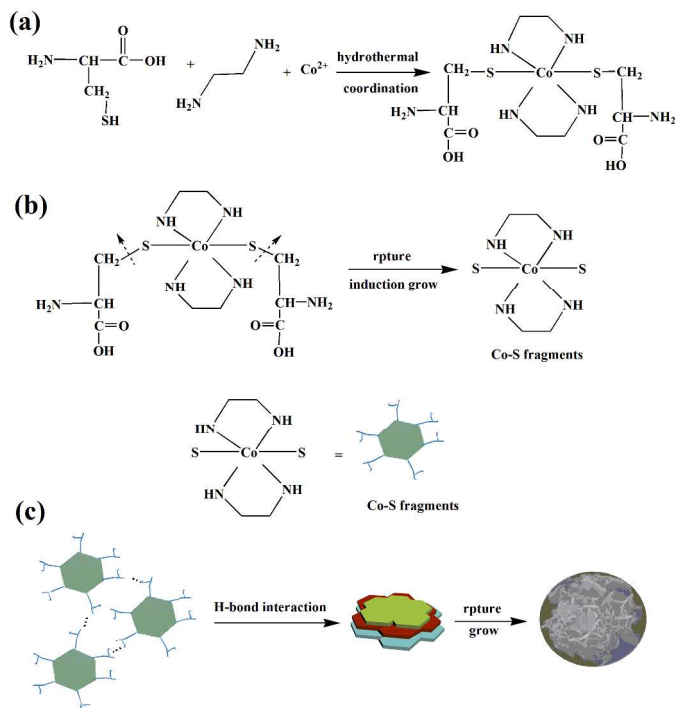 (a)
O
NH₂
H₂N
CH
C
OH
CH₂
SH
+
H₂N
+ Co²⁺
hydrothermal
coordination
HN
NH
CH₂
S
Co
S
CH₂
HN
NH
H₂N
CH
C=O
OH
CH
NH₂
O=C
HO
(b)
NH
NH
CH₂
S
Co
S
CH₂
HN
NH
H₂N
CH
C=O
OH
CH
NH₂
O=C
OH
rpture
induction grow
NH
NH
S
Co
S
NH
NH
Co-S fragments
HN
NH
S
Co
S
HN
NH
=
Co-S fragments
(c)
H-bond interaction
rpture
grow